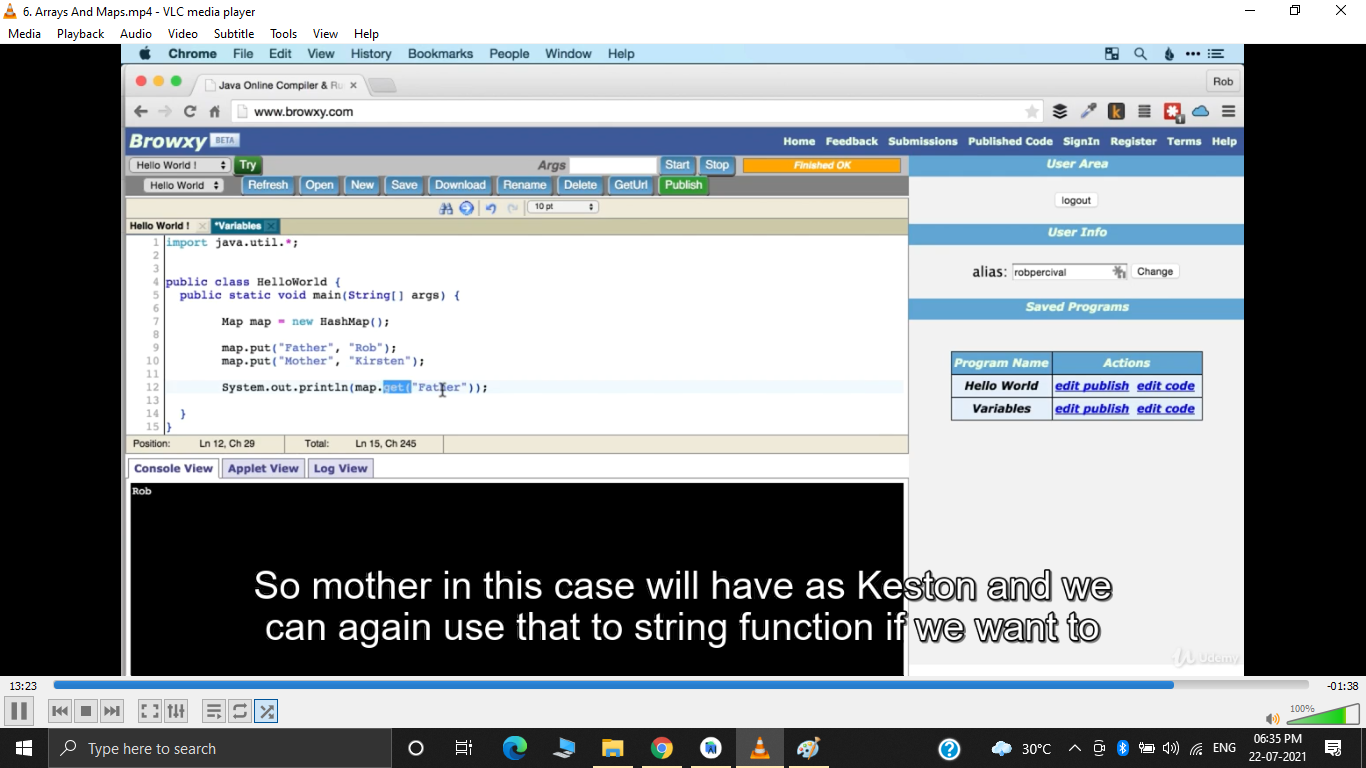 6. Arrays And Maps.mp4 - VLC media player
Media Playback Audio Video Subtitle Tools View Help
Chrome File Edit View History Bookmarks People Window Help
Java Online Compiler & Ru
Rob
www.browxy.com
Browxy BETA
Home Feedback Submissions Published Code SignIn Register Terms Help
Hello World ! Try Args Start Stop Finished OK
Hello World Refresh Open New Save Download Rename Delete GetUrl Publish
10 pt
Hello World ! *Variables
1 import java.util.*;
2
3
4 public class HelloWorld {
5 public static void main(String[] args) {
6
7 Map map = new HashMap();
8
9 map.put("Father", "Rob");
10 map.put("Mother", "Kirsten");
11
12 System.out.println(map.get("Father"));
13
14 }
15 }
Position: Ln 12, Ch 29 Total: Ln 15, Ch 245
Console View Applet View Log View
Rob
User Area
logout
User Info
alias: robpercival Change
Saved Programs
Program Name Actions
Hello World edit publish edit code
Variables edit publish edit code
So mother in this case will have as Keston and we
can again use that to string function if we want to
Udemy
13:23 -01:38
100%
Type here to search
30°C ENG
06:35 PM
22-07-2021